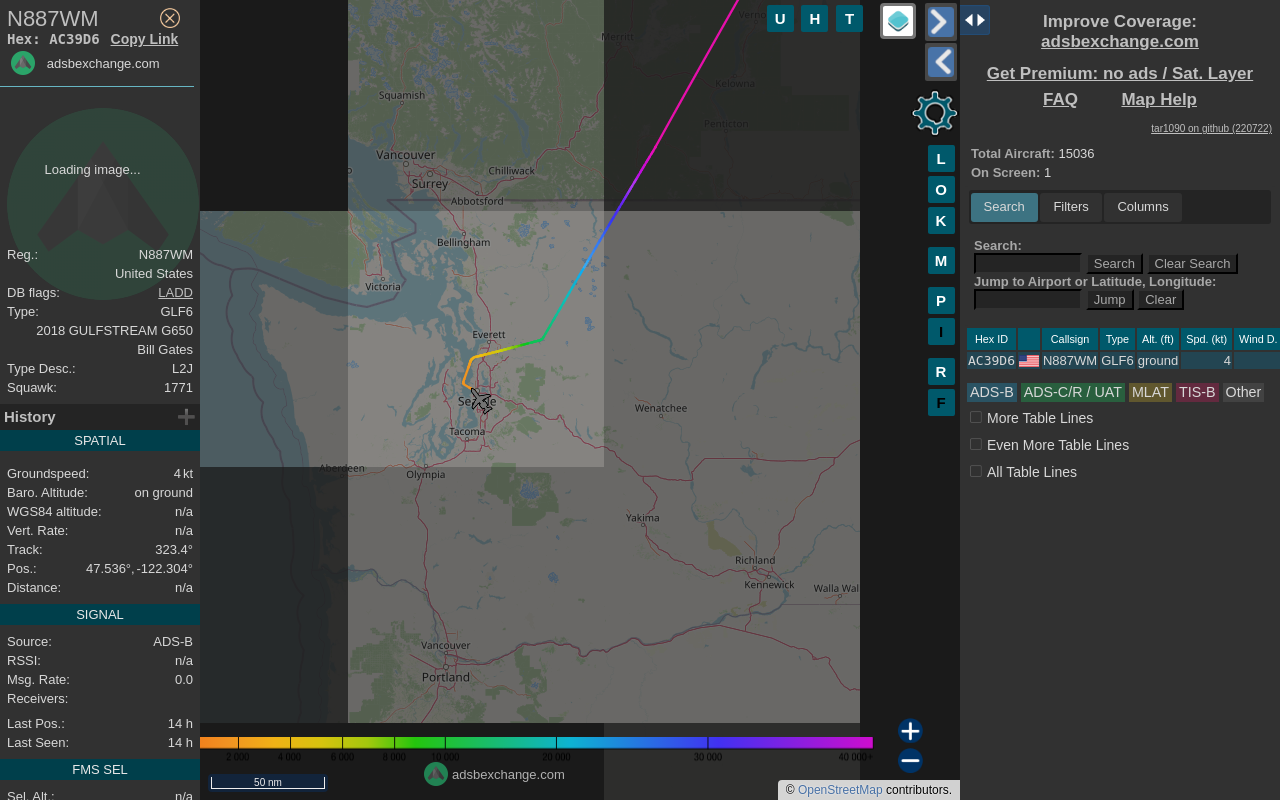 N887WM
Hex: AC39D6 Copy Link
adsbexchange.com
Loading image...
Reg.: N887WM
United States
DB flags: LADD
Type: GLF6
2018 GULFSTREAM G650
Bill Gates
Type Desc.: L2J
Squawk: 1771
History
SPATIAL
Groundspeed: 4 kt
Baro. Altitude: on ground
WGS84 altitude: n/a
Vert. Rate: n/a
Track: 323.4°
Pos.: 47.536°, -122.304°
Distance: n/a
SIGNAL
Source: ADS-B
RSSI: n/a
Msg. Rate: 0.0
Receivers:
Last Pos.: 14 h
Last Seen: 14 h
FMS SEL
Sel. Alt.: n/a
U H T
Merritt
Kelowna
Squamish
Penticton
Vancouver
Chilliwack
Surrey
Abbotsford
Bellingham
Victoria
Everett
Wenatchee
Tacoma
Aberdeen
Olympia
Yakima
Richland
Kennewick
Walla Wal
Vancouver
Portland
L
O
K
M
P
I
R
F
2 000 4 000 6 000 8 000 10 000 20 000 30 000 40 000+
50 nm
adsbexchange.com
© OpenStreetMap contributors.
Improve Coverage:
adsbexchange.com
Get Premium: no ads / Sat. Layer
FAQ Map Help
tar1090 on github (220722)
Total Aircraft: 15036
On Screen: 1
Search Filters Columns
Search:
Search Clear Search
Jump to Airport or Latitude, Longitude:
Jump Clear
Hex ID Callsign Type Alt. (ft) Spd. (kt) Wind D.
AC39D6 N887WM GLF6 ground 4
ADS-B ADS-C/R / UAT MLAT TIS-B Other
More Table Lines
Even More Table Lines
All Table Lines